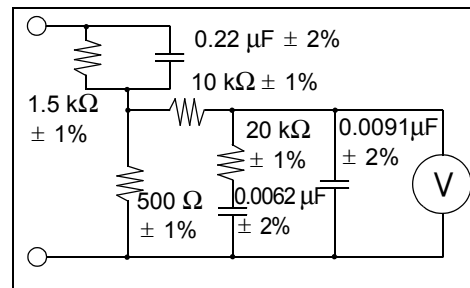 0.22 μF ± 2%
10 kΩ ± 1%
1.5 kΩ
± 1%
20 kΩ
± 1%
0.0091μF
± 2%
V
500 Ω
± 1%
0.0062 μF
± 2%